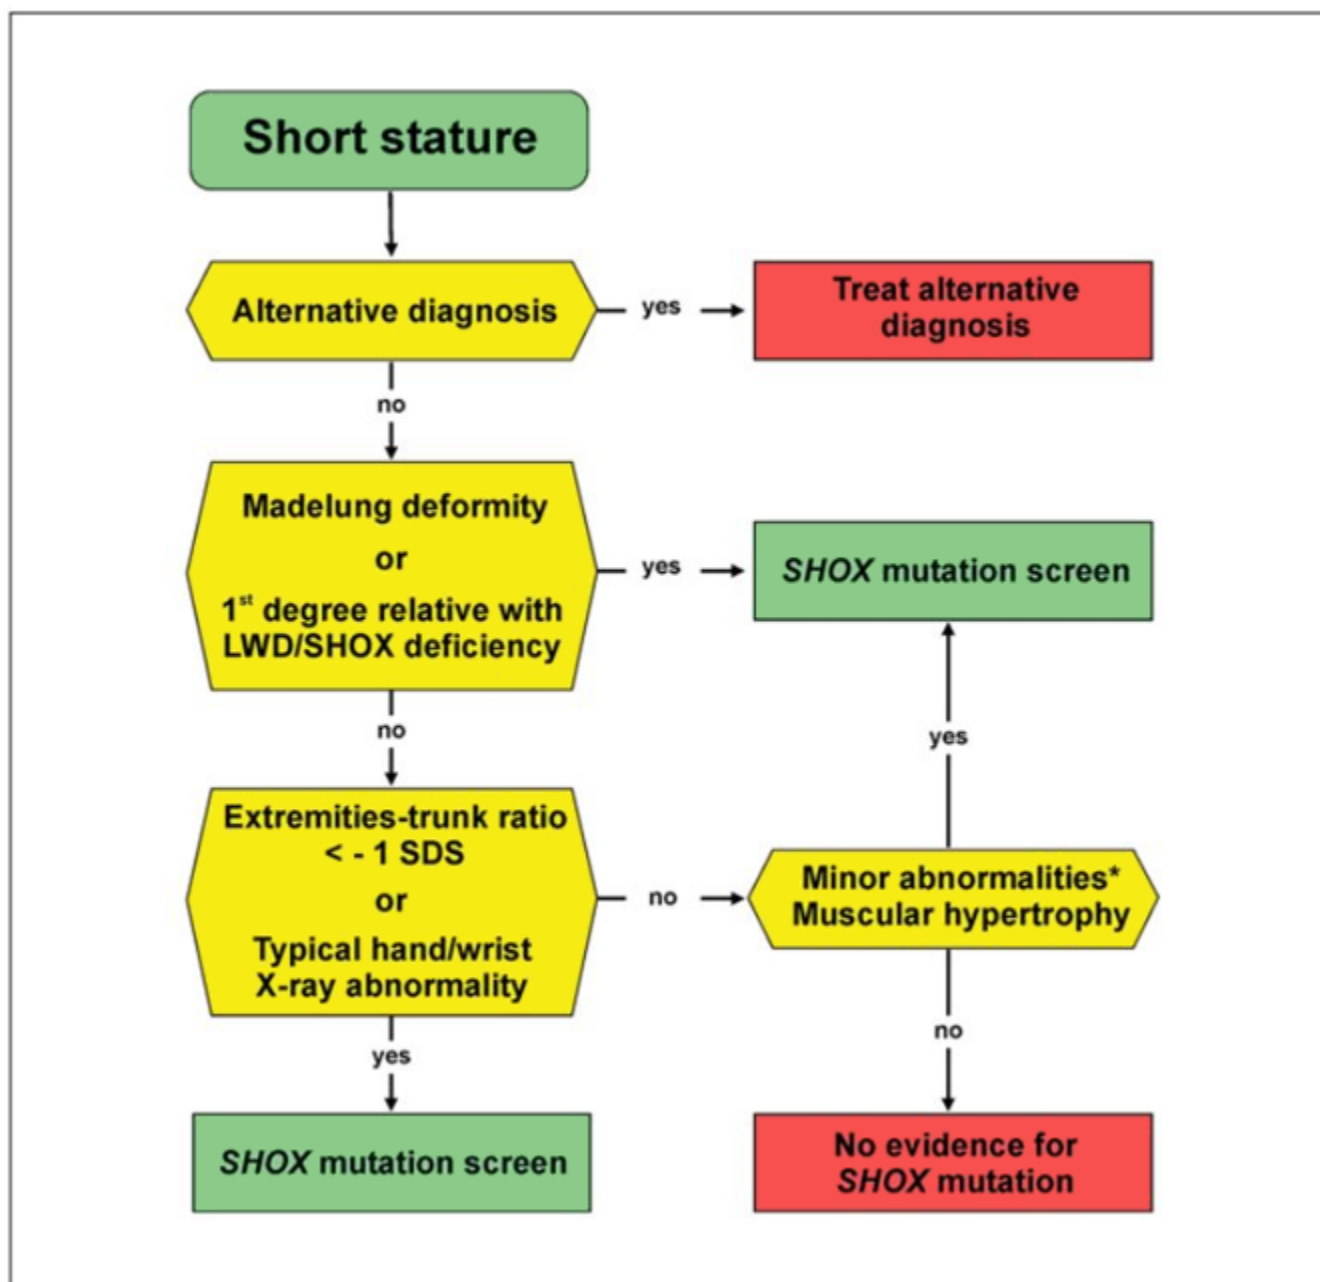 Short stature
Alternative diagnosis
yes
Treat alternative
diagnosis
no
Madelung deformity
or
1st degree relative with
LWD/SHOX deficiency
yes
SHOX mutation screen
no
yes
Extremities-trunk ratio
< - 1 SDS
or
Typical hand/wrist
X-ray abnormality
no
Minor abnormalities*
Muscular hypertrophy
yes
no
SHOX mutation screen
No evidence for
SHOX mutation